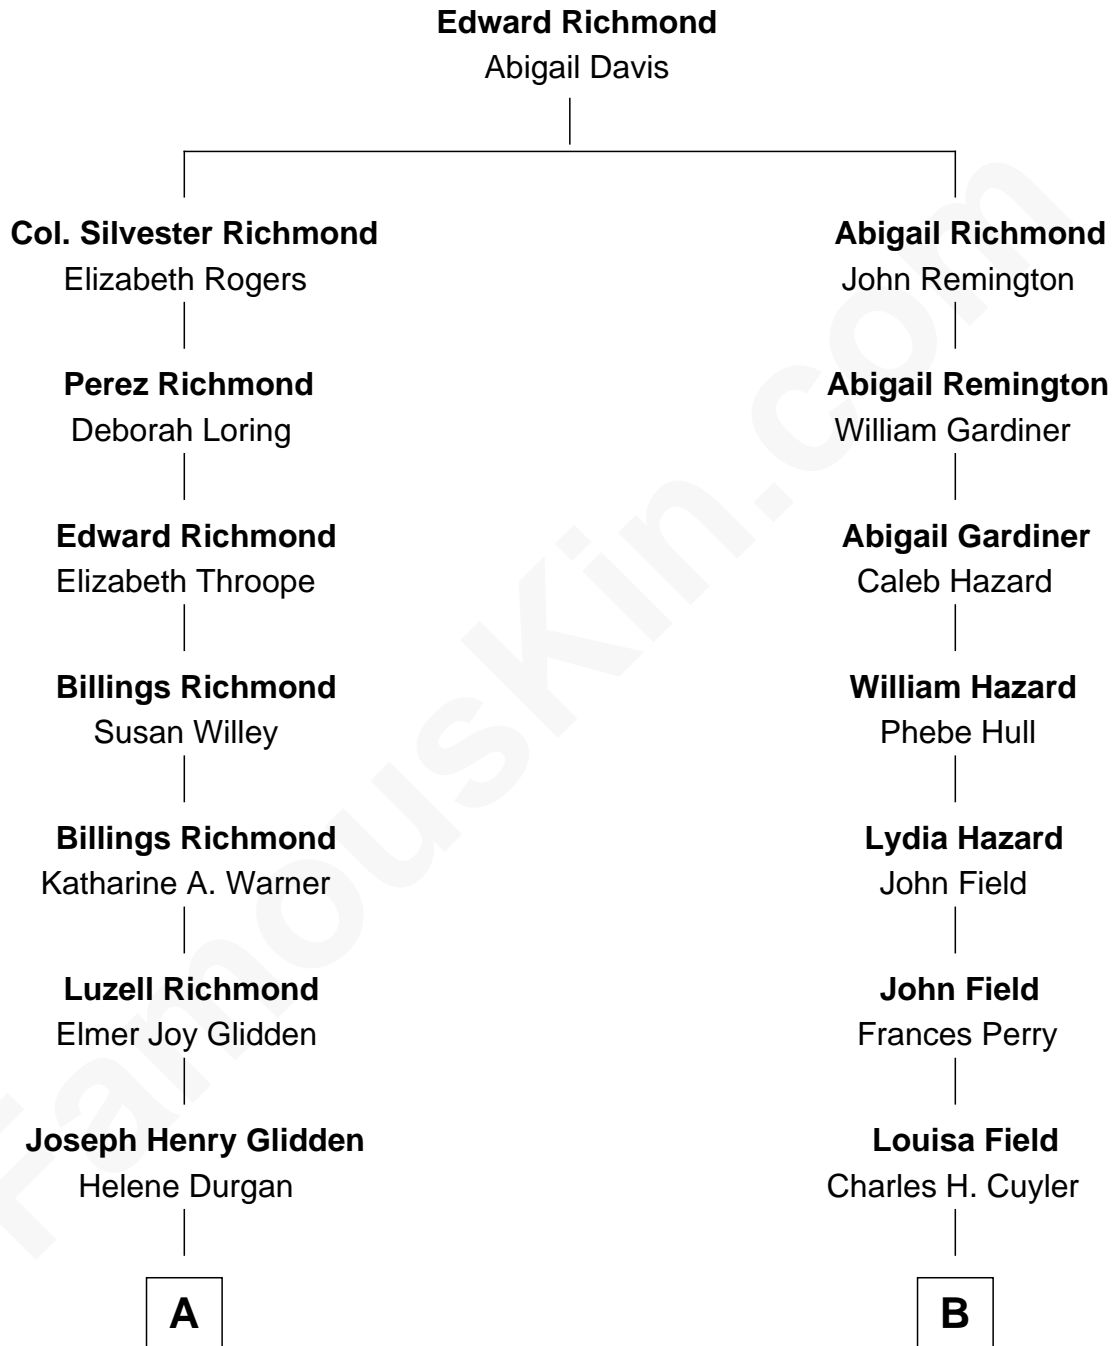 Edward Richmond
Abigail Davis
Col. Silvester Richmond
Elizabeth Rogers
Abigail Richmond
John Remington
Perez Richmond
Deborah Loring
Abigail Remington
William Gardiner
Edward Richmond
Elizabeth Throope
Abigail Gardiner
Caleb Hazard
Billings Richmond
Susan Willey
William Hazard
Phebe Hull
Billings Richmond
Katharine A. Warner
Lydia Hazard
John Field
Luzell Richmond
Elmer Joy Glidden
John Field
Frances Perry
Joseph Henry Glidden
Helene Durgan
Louisa Field
Charles H. Cuyler
A
B
FamousKin.com